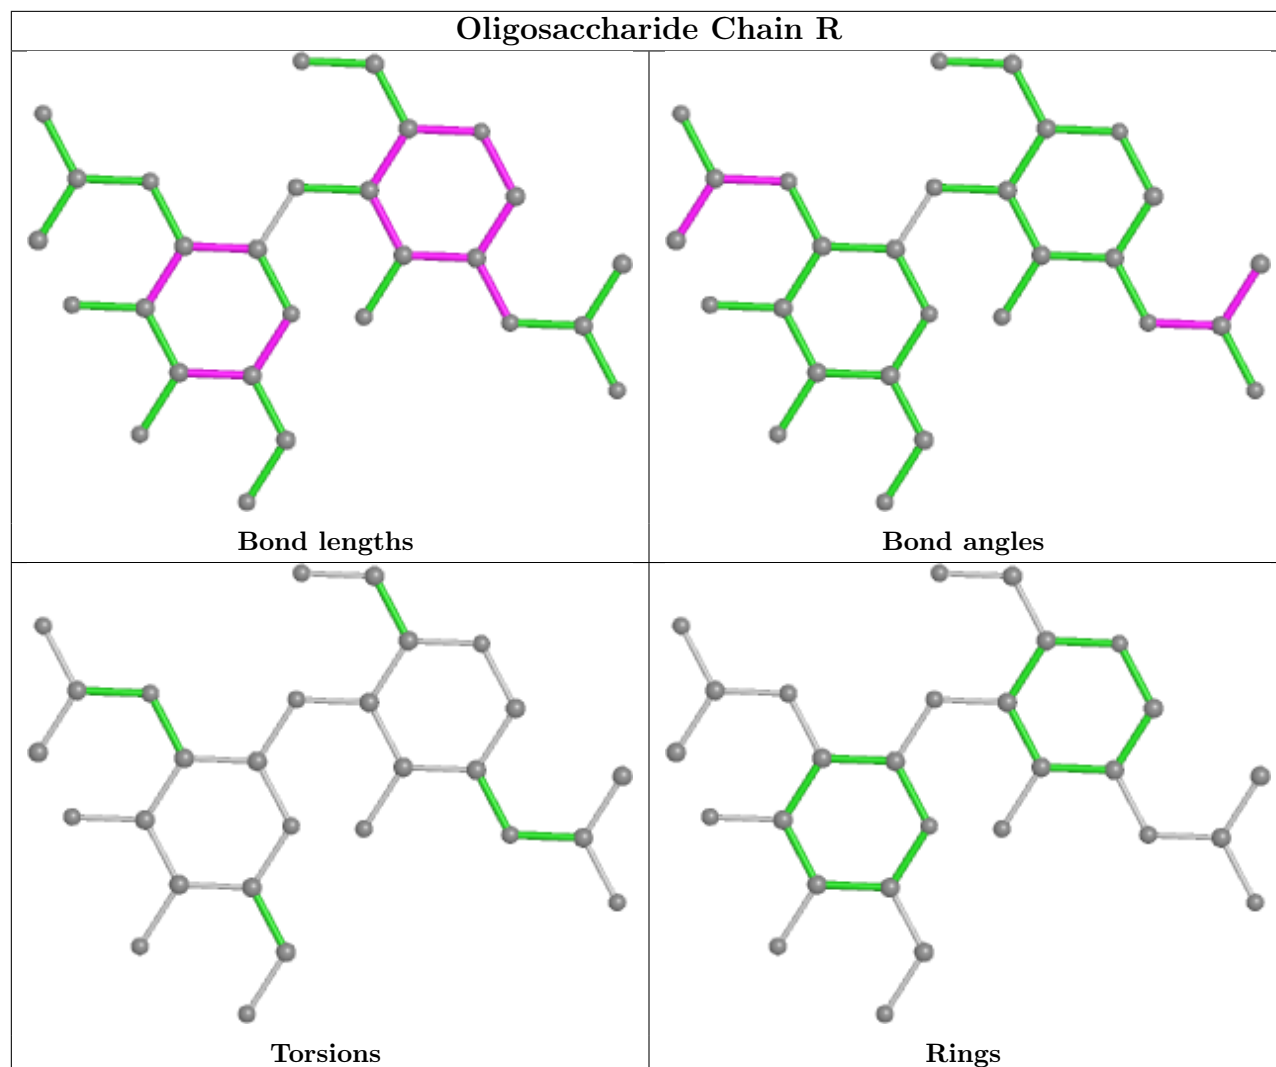 Oligosaccharide Chain R
Bond lengths
Bond angles
Torsions
Rings